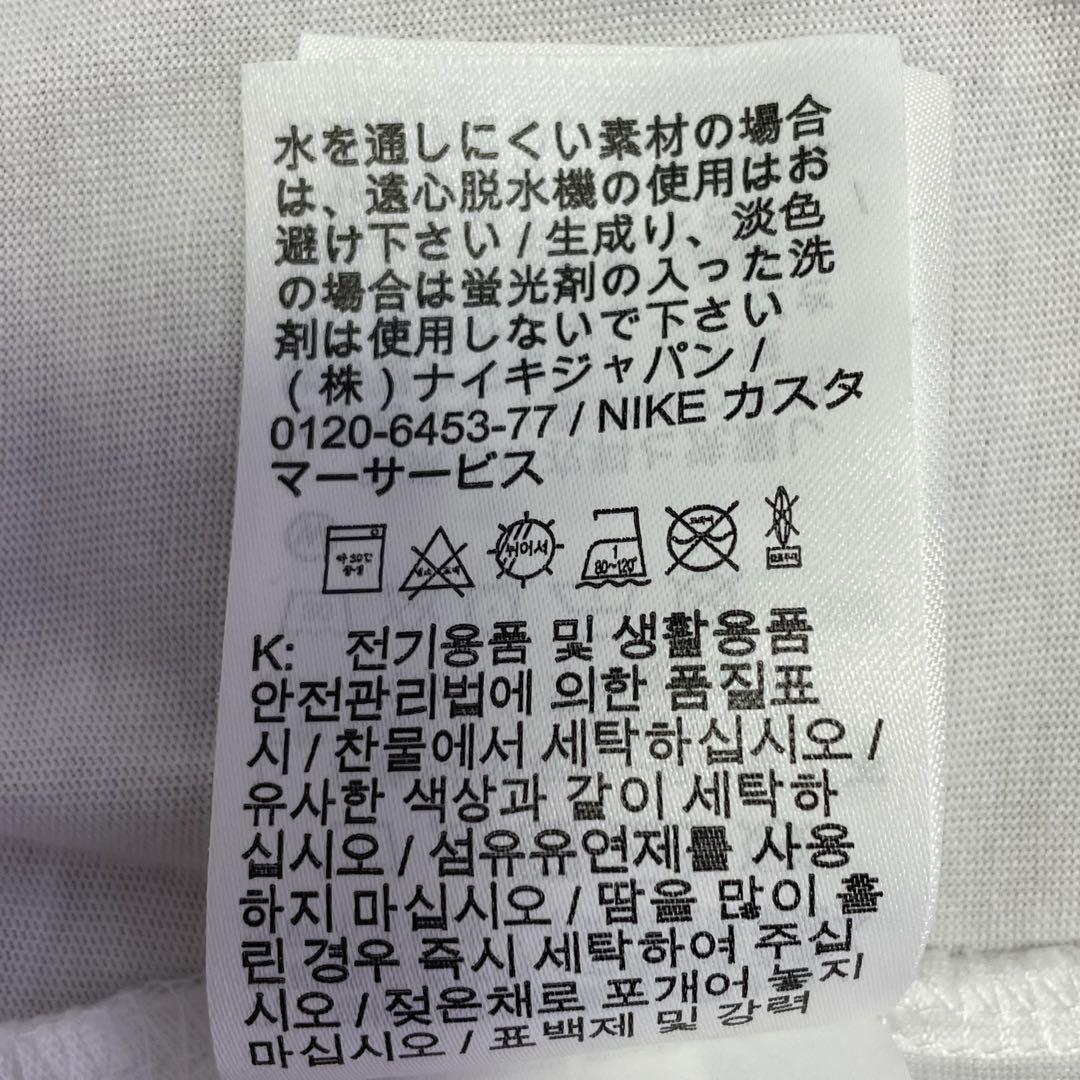 水を通しにくい素材の場合
は、遠心脱水機の使用はお
避け下さい / 生成り、淡色
の場合は蛍光剤の入った洗
剤は使用しないで下さい
(株)ナイキジャパン /
0120-6453-77 / NIKE カスタ
マーサービス
약 30℃
중성
쉬어서
1
80~120°
K: 전기용품 및 생활용품
안전관리법에 의한 품질표
시 / 찬물에서 세탁하십시오 /
유사한 색상과 같이 세탁하
십시오 / 섬유유연제를 사용
하지 마십시오 / 땀을 많이 흘
린 경우 즉시 세탁하여 주십
시오 / 젖은채로 포개어 놓지
마십시오 / 표백제 및 강력